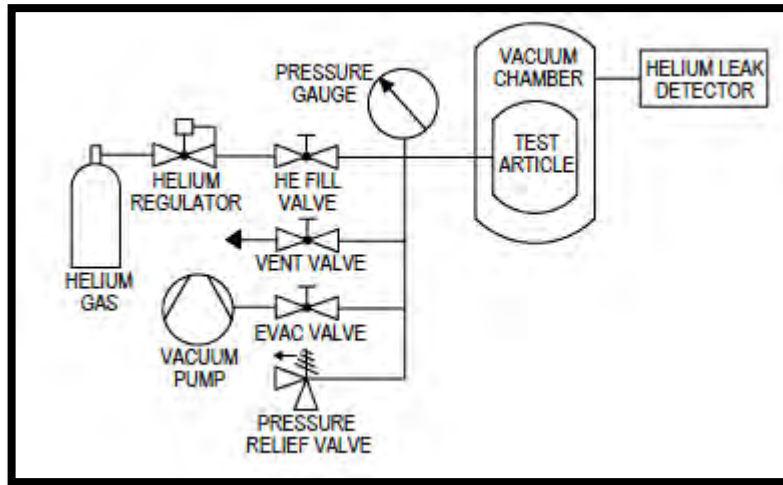 PRESSURE
GAUGE
VACUUM
CHAMBER
HELIUM LEAK
DETECTOR
TEST
ARTICLE
HELIUM
REGULATOR
HE FILL
VALVE
HELIUM
GAS
VENT VALVE
EVAC VALVE
VACUUM
PUMP
PRESSURE
RELIEF VALVE